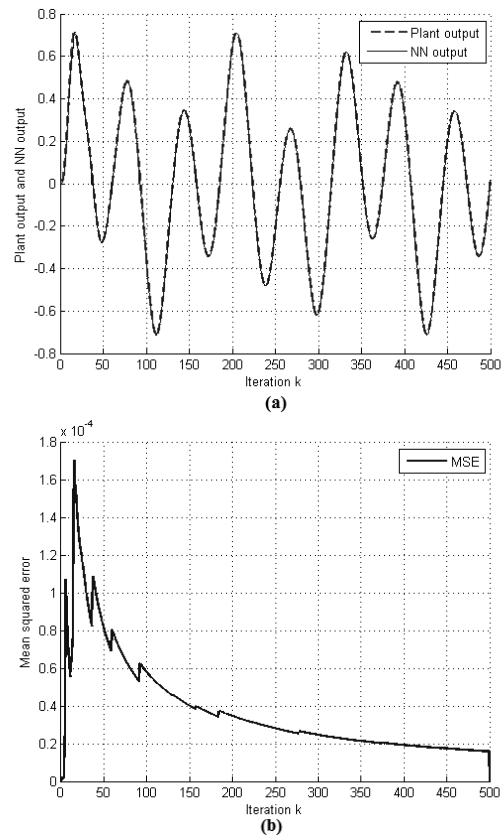 0.8
0.6
0.4
0.2
0
-0.2
-0.4
-0.6
-0.8
Plant output and NN output
Plant output
NN output
0 50 100 150 200 250 300 350 400 450 500
Iteration k
(a)
x 10-4
1.8
1.6
1.4
1.2
1
0.8
0.6
0.4
0.2
0
Mean squared error
MSE
0 50 100 150 200 250 300 350 400 450 500
Iteration k
(b)